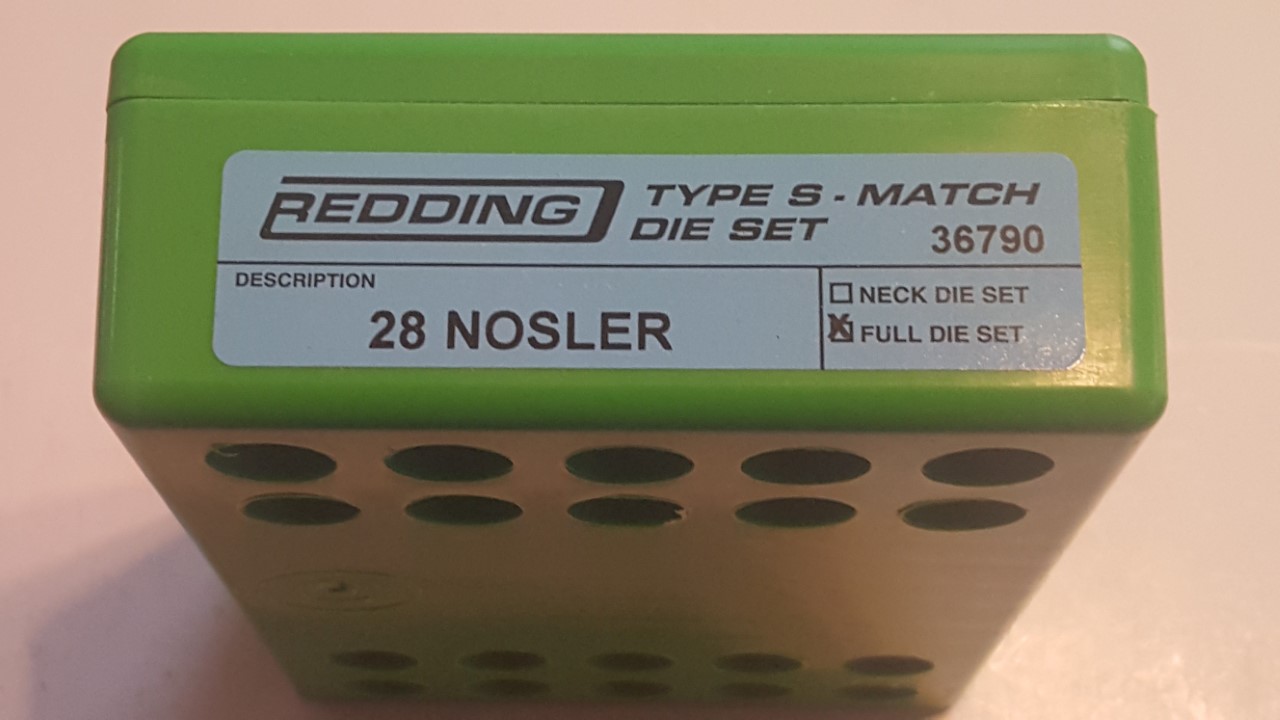 REDDING TYPE S - MATCH
DIE SET
36790
DESCRIPTION
28 NOSLER
NECK DIE SET
FULL DIE SET